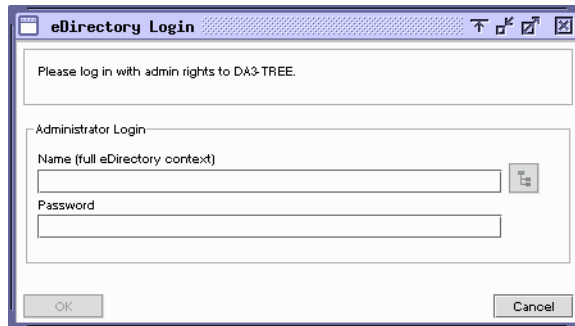 eDirectory Login
Please log in with admin rights to DA3-TREE.
Administrator Login
Name (full eDirectory context)
Password
OK
Cancel